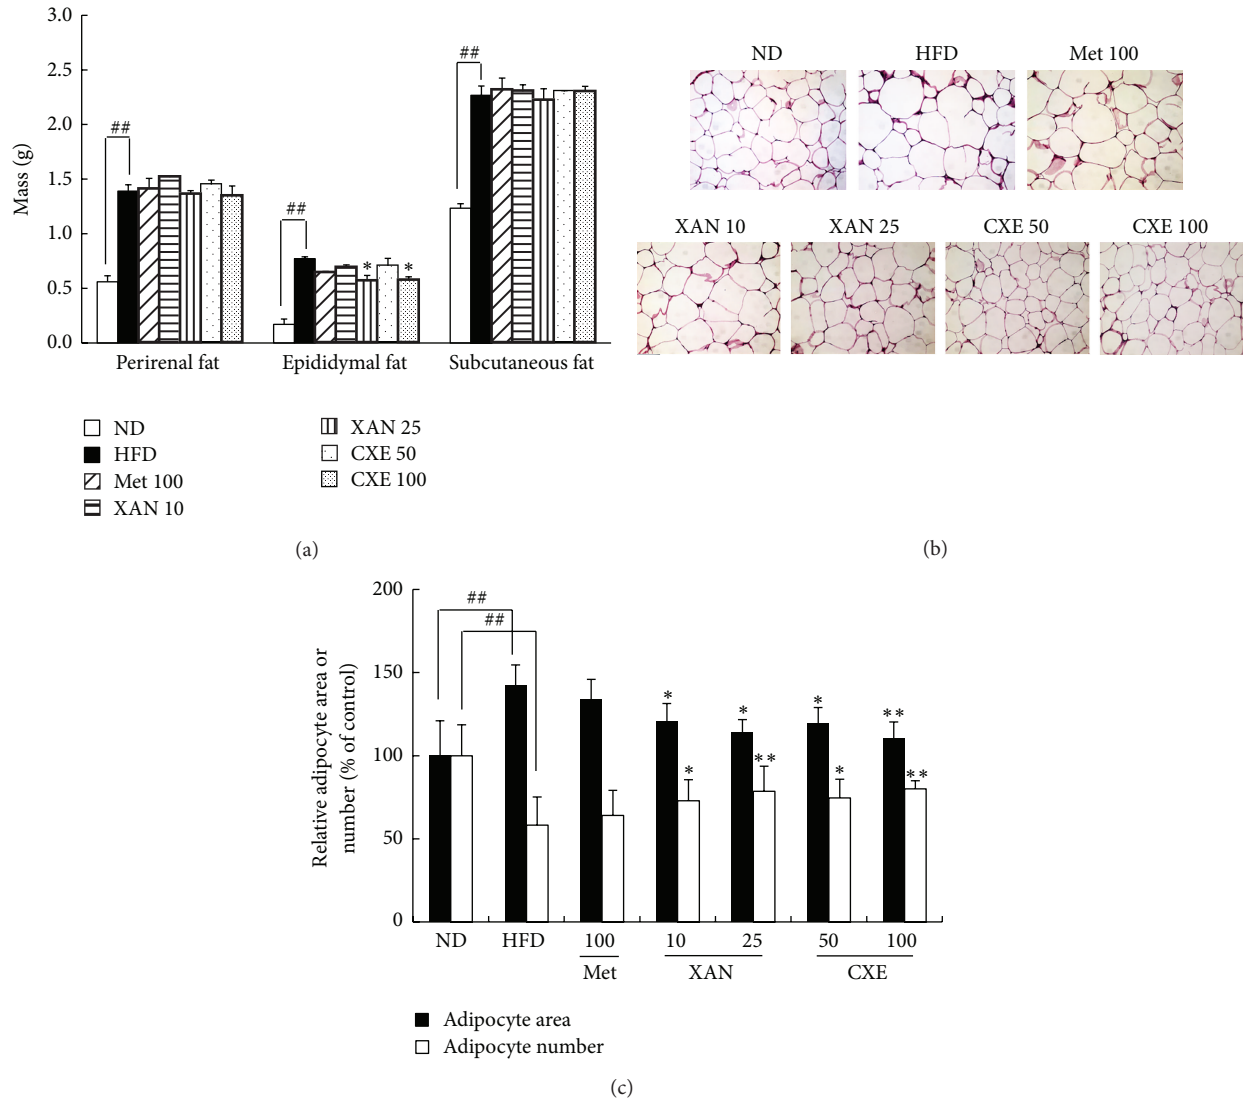 3.0
2.5
2.0
1.5
1.0
0.5
0.0
Mass (g)
##
##
##
*
*
Perirenal fat
Epididymal fat
Subcutaneous fat
ND
HFD
Met 100
XAN 10
XAN 25
CXE 50
CXE 100
(a)
ND
HFD
Met 100
XAN 10
XAN 25
CXE 50
CXE 100
(b)
200
150
100
50
0
Relative adipocyte area or
number (% of control)
##
##
*
*
*
**
*
*
**
**
ND
HFD
100
10
25
50
100
Met
XAN
CXE
Adipocyte area
Adipocyte number
(c)